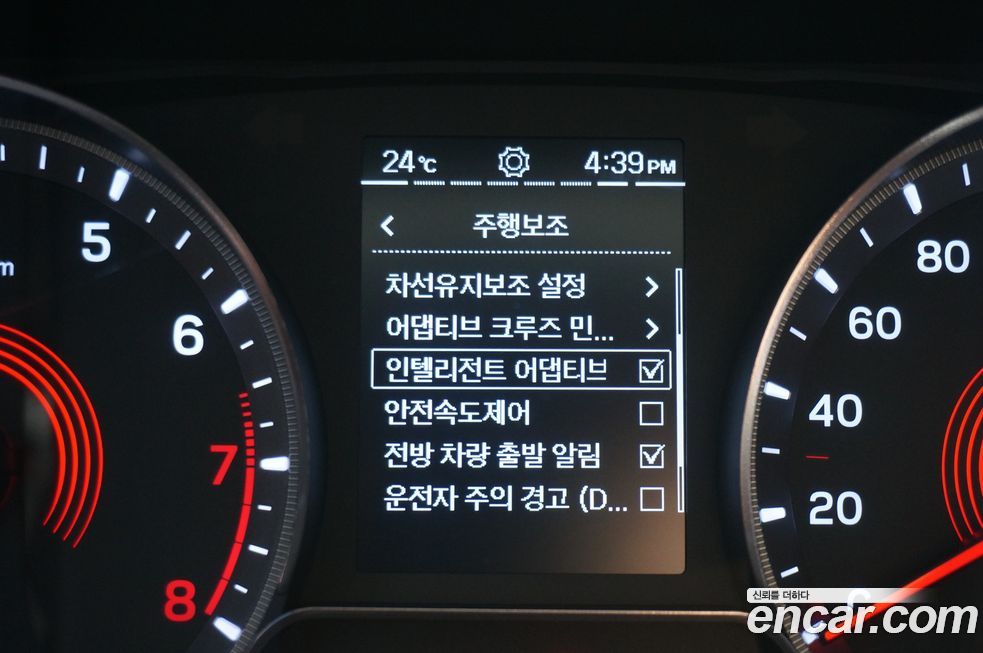 24°C 4:39PM
주행보조
차선유지보조 설정
어댑티브 크루즈 민...
인텔리전트 어댑티브
안전속도제어
전방 차량 출발 알림
운전자 주의 경고 (D...
5
6
7
8
80
60
40
20
신뢰를 더하다
encar.com